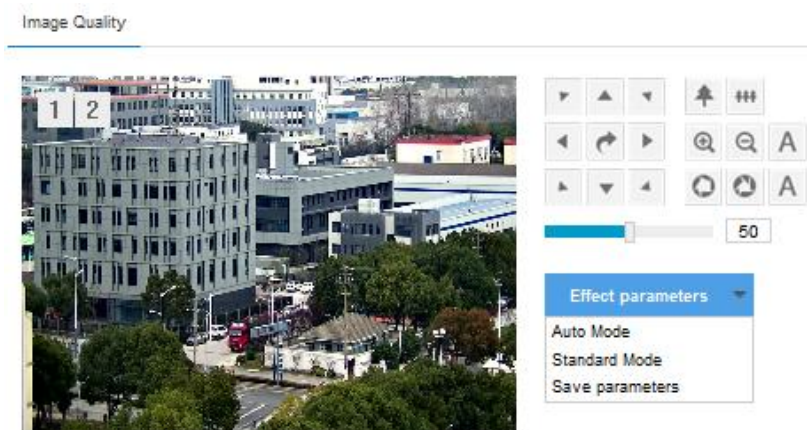 Image Quality
1 2
A
A
50
Effect parameters
Auto Mode
Standard Mode
Save parameters